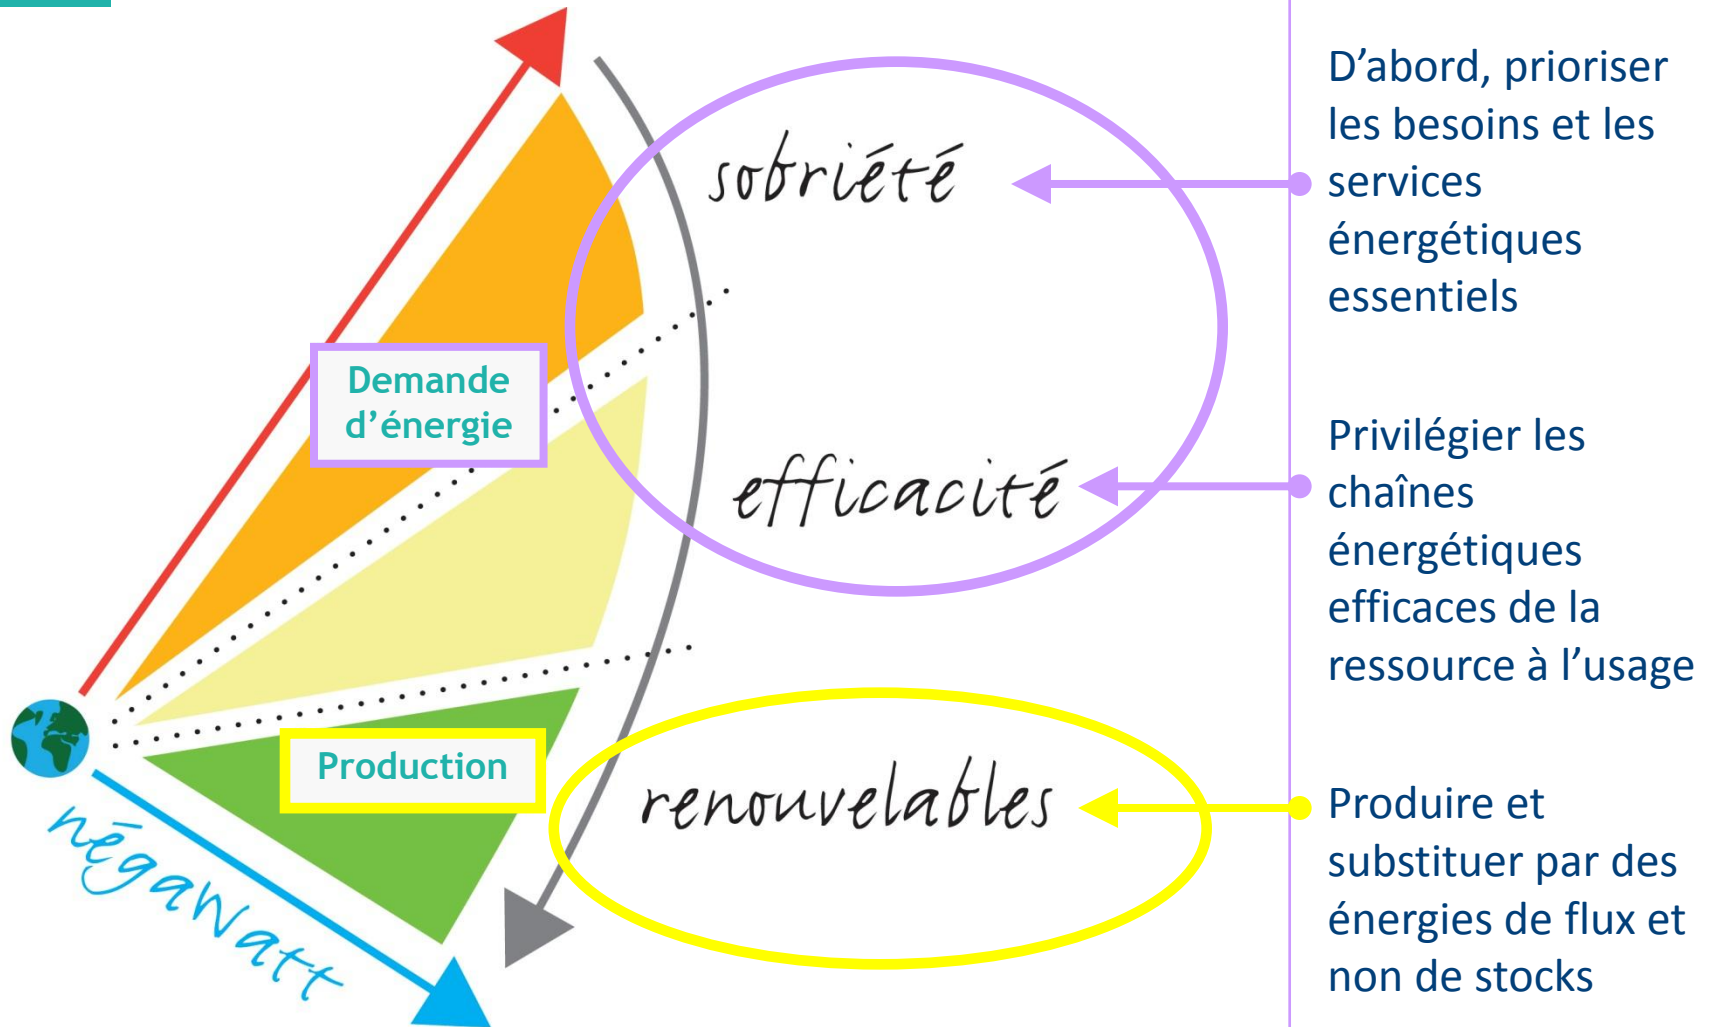 sobriété
D’abord, prioriser
les besoins et les
services
énergétiques
essentiels
Demande
d’énergie
efficacité
Privilégier les
chaînes
énergétiques
efficaces de la
ressource à l’usage
Production
renouvelables
Produire et
substituer par des
énergies de flux et
non de stocks
négaWatt